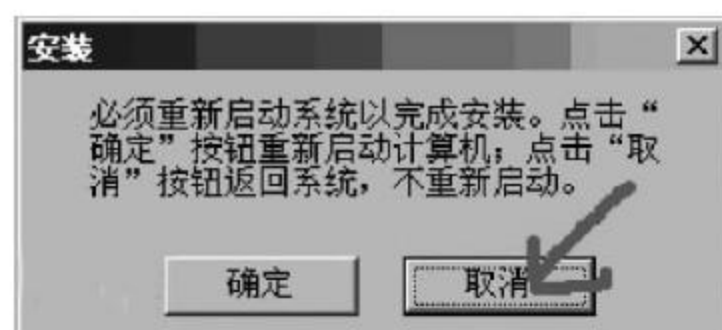 安装
必须重新启动系统以完成安装。点击“
确定”按钮重新启动计算机；点击“取
消”按钮返回系统，不重新启动。
确定
取消